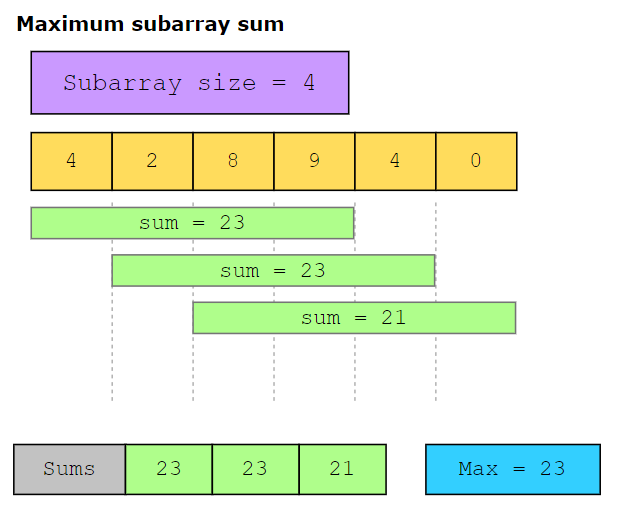 Maximum subarray sum
Subarray size = 4
4 2 8 9 4 0
sum = 23
sum = 23
sum = 21
Sums 23 23 21 Max = 23